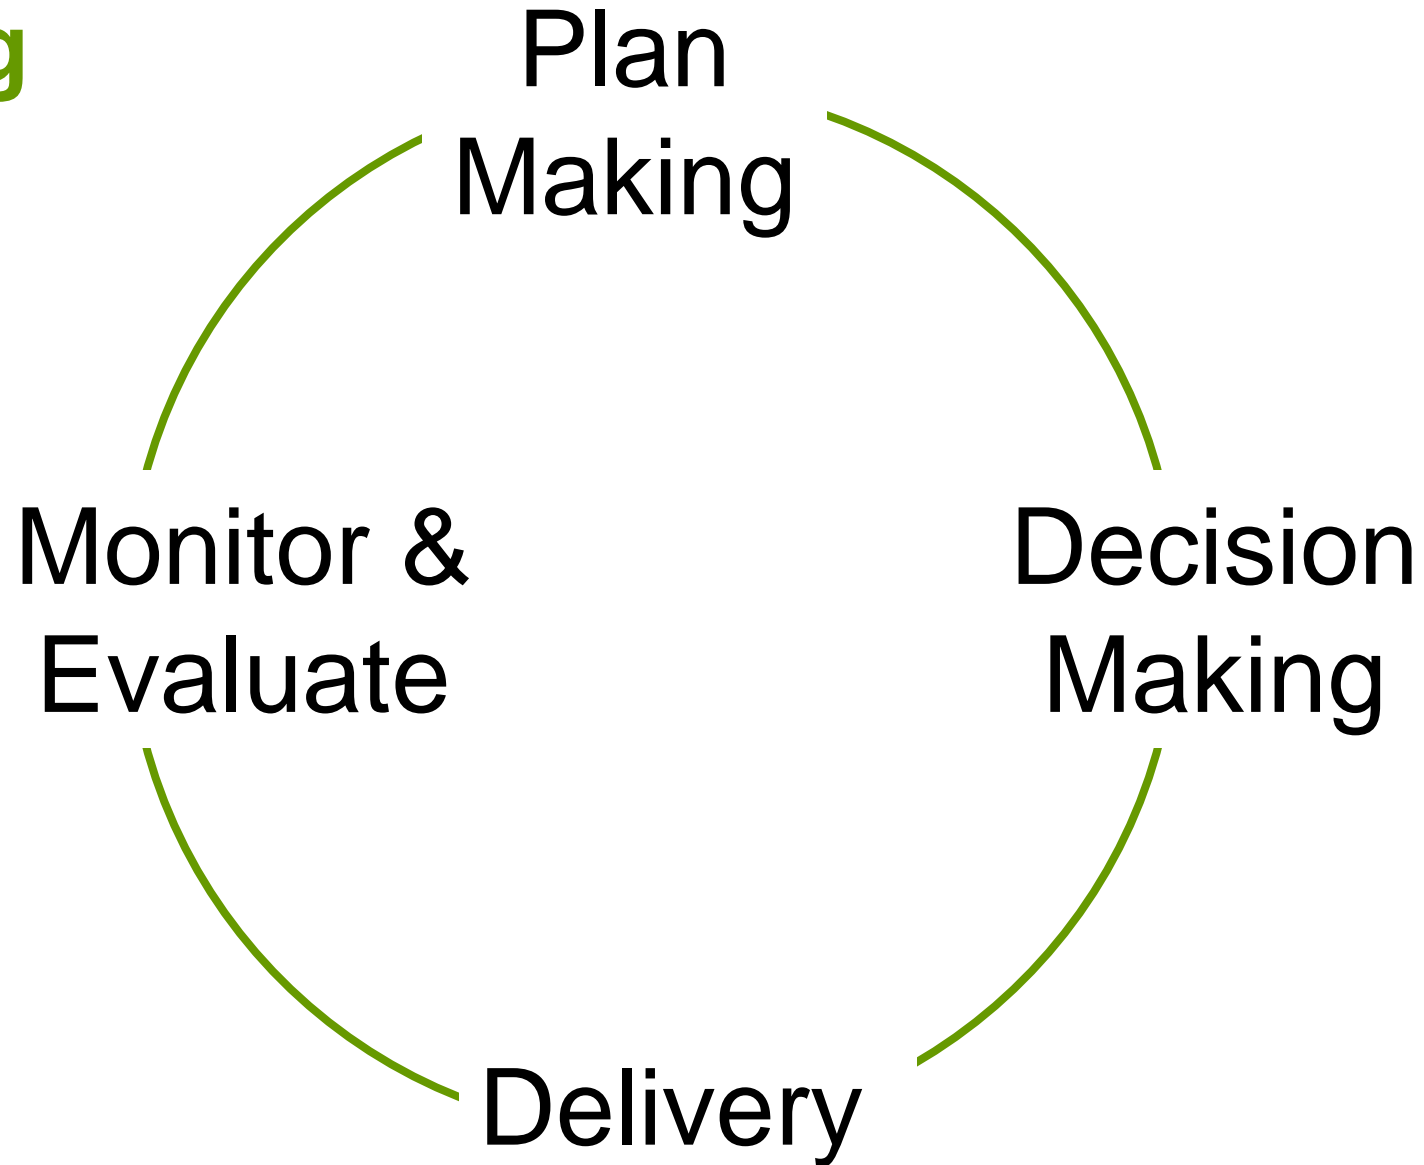 g
Plan
Making
Monitor &
Evaluate
Decision
Making
Delivery